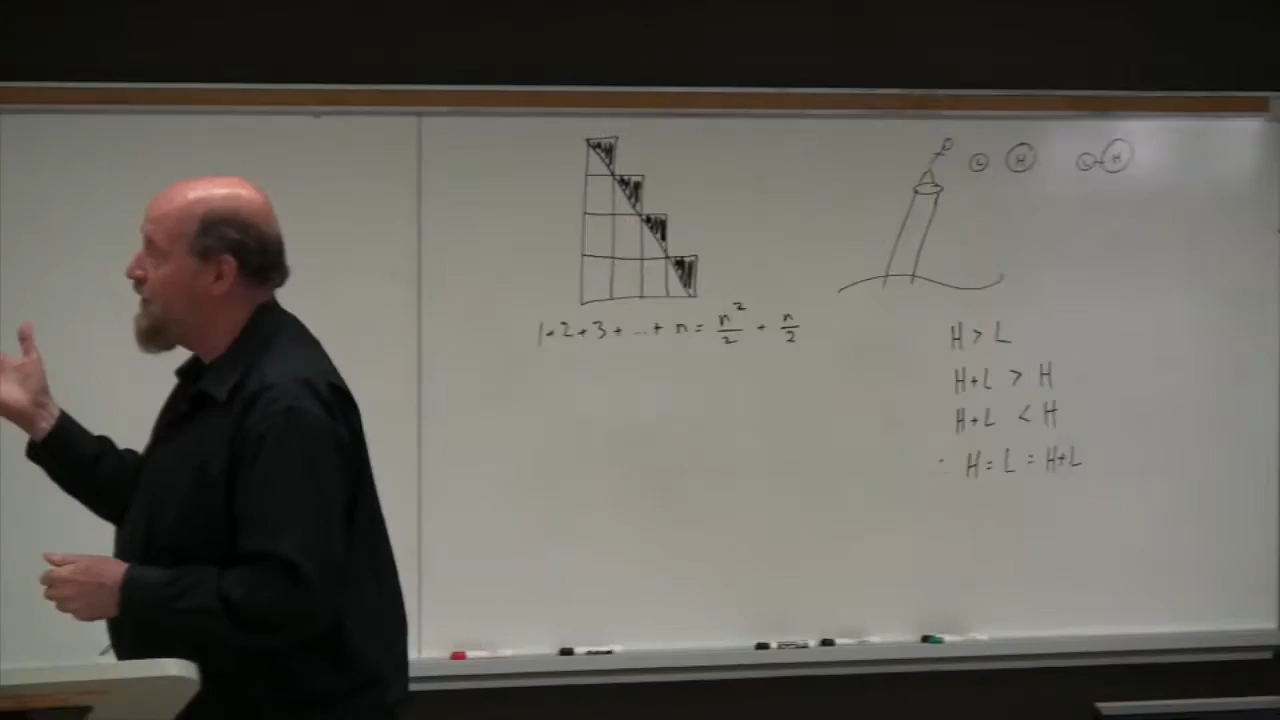 L H L H
1+2+3+...+n = n²/2 + n/2
H > L
H+L > H
H+L < H
∴ H = L = H+L